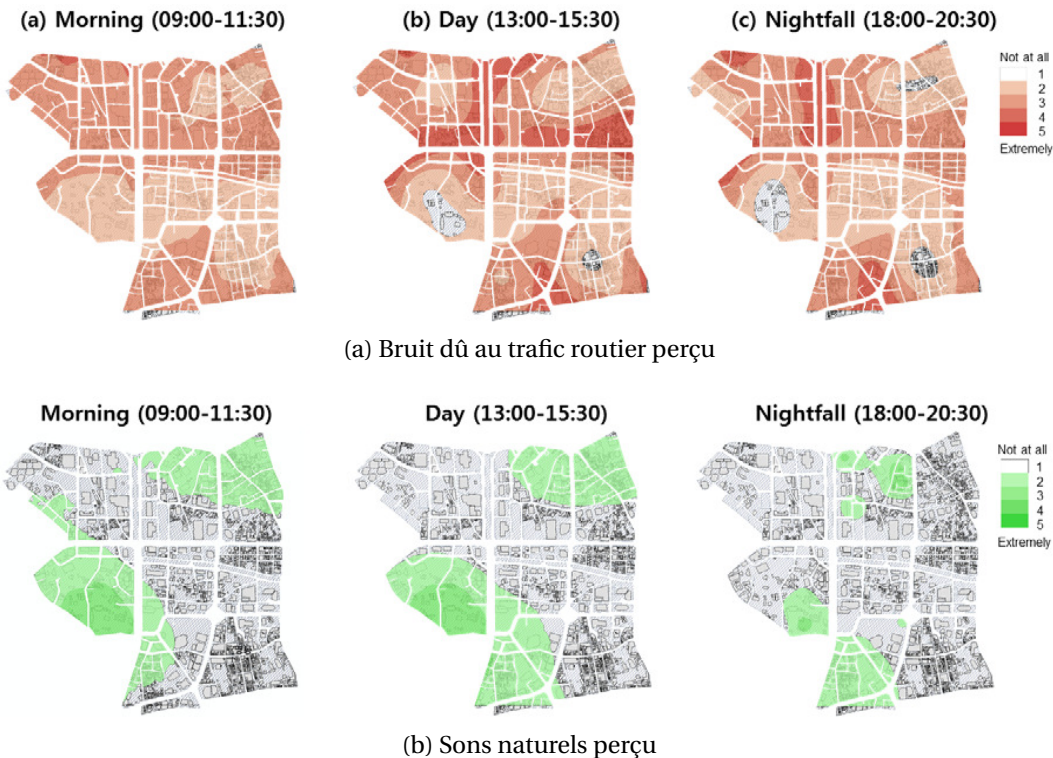 (a) Morning (09:00-11:30) (b) Day (13:00-15:30) (c) Nightfall (18:00-20:30)
Not at all
1
2
3
4
5
Extremely
(a) Bruit dû au trafic routier perçu
Morning (09:00-11:30) Day (13:00-15:30) Nightfall (18:00-20:30)
Not at all
1
2
3
4
5
Extremely
(b) Sons naturels perçu